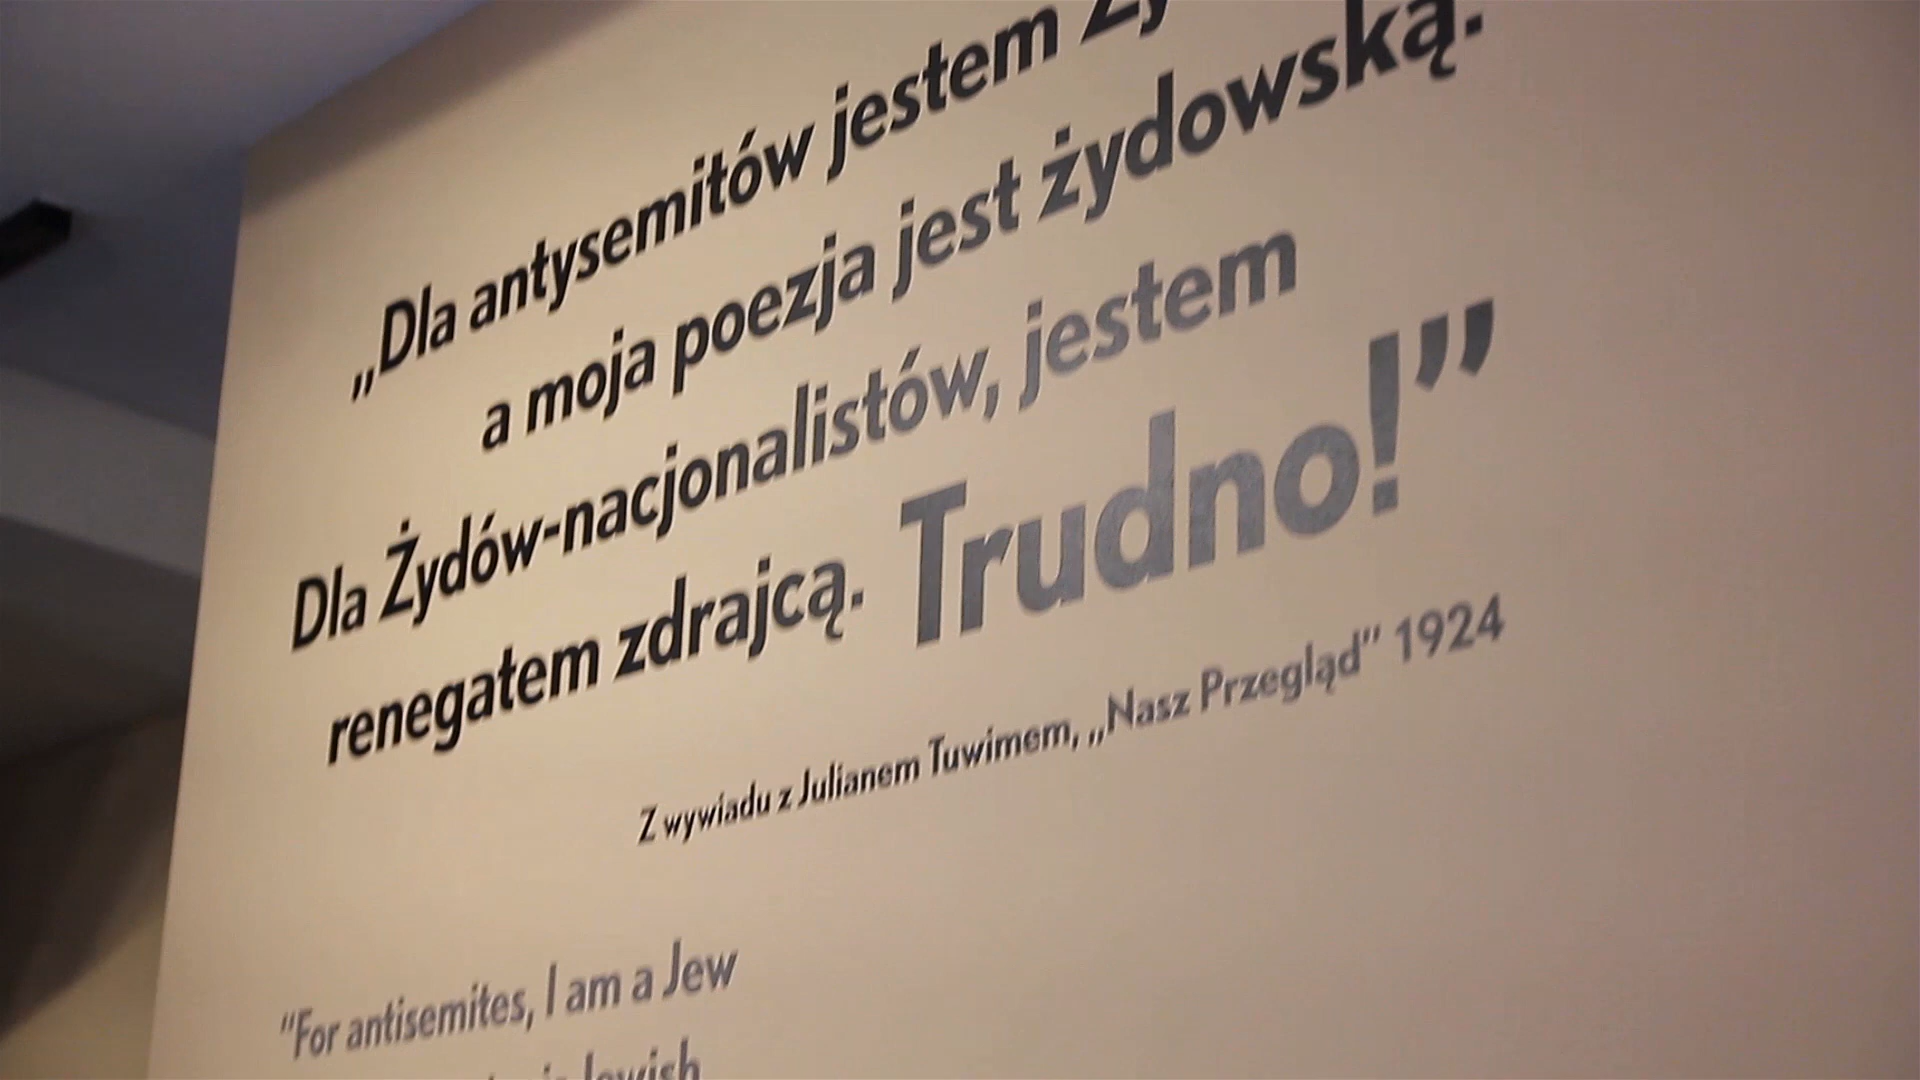 „Dla antysemitów jestem
a moja poezja jest żydowską.
Dla Żydów-nacjonalistów, jestem
renegatem zdrajcą. Trudno!”
Z wywiadu z Julianem Tuwimem, „Nasz Przegląd” 1924
“For antisemites, I am a Jew
Jewish